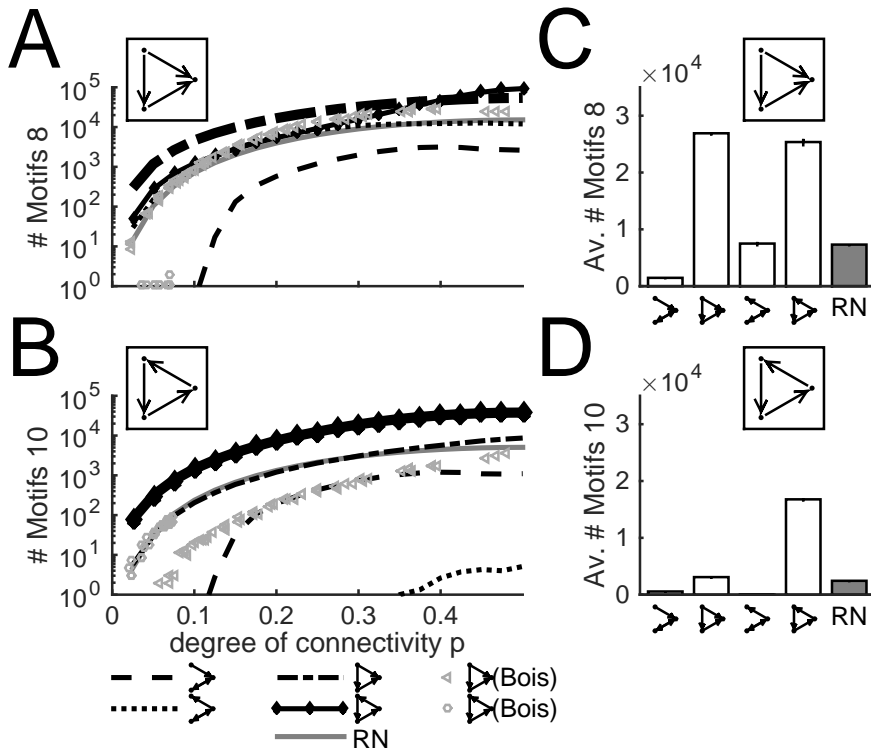 A
# Motifs 8
10^5
10^4
10^3
10^2
10^1
10^0
B
# Motifs 10
10^5
10^4
10^3
10^2
10^1
10^0
0 0.1 0.2 0.3 0.4
degree of connectivity p
(Bois)
(Bois)
RN
C
×10^4
Av. # Motifs 8
3
2
1
0
RN
D
×10^4
Av. # Motifs 10
3
2
1
0
RN